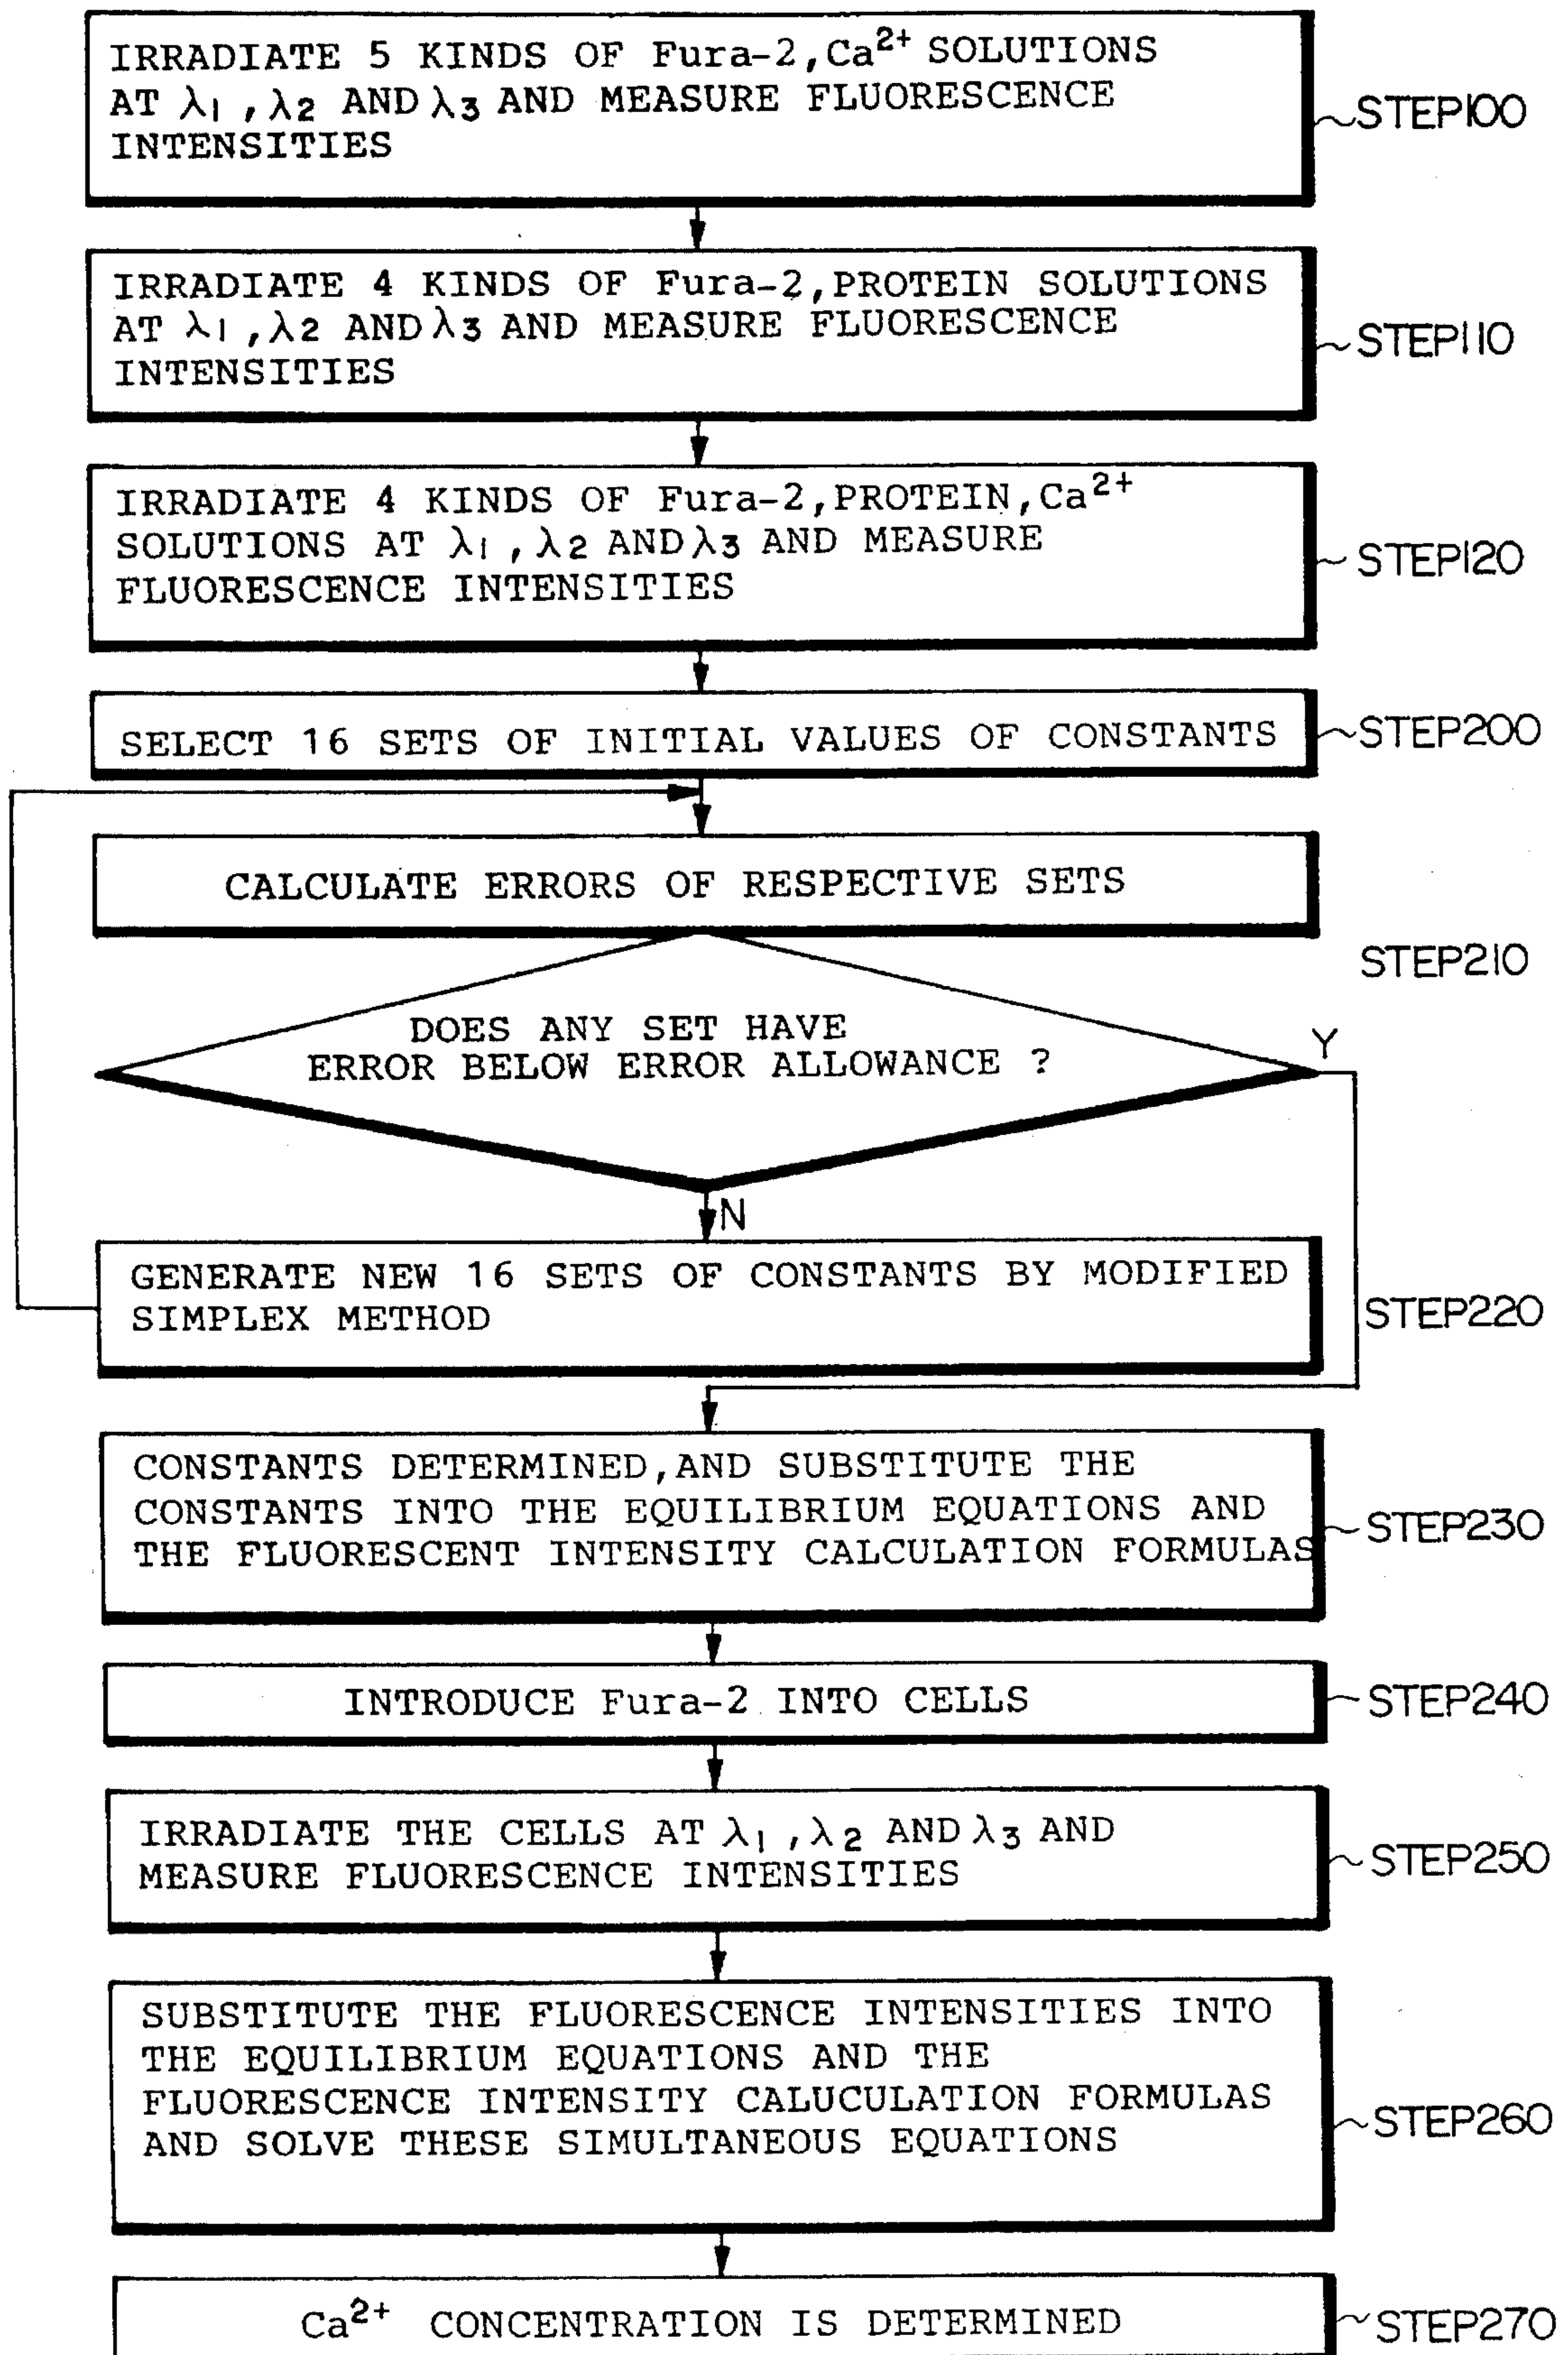 IRRADIATE 5 KINDS OF Fura-2,Ca²⁺ SOLUTIONS
AT λ1 ,λ2 AND λ3 AND MEASURE FLUORESCENCE
INTENSITIES
STEP100
IRRADIATE 4 KINDS OF Fura-2,PROTEIN SOLUTIONS
AT λ1 ,λ2 AND λ3 AND MEASURE FLUORESCENCE
INTENSITIES
STEP110
IRRADIATE 4 KINDS OF Fura-2,PROTEIN,Ca²⁺
SOLUTIONS AT λ1 ,λ2 AND λ3 AND MEASURE
FLUORESCENCE INTENSITIES
STEP120
SELECT 16 SETS OF INITIAL VALUES OF CONSTANTS
STEP200
CALCULATE ERRORS OF RESPECTIVE SETS
STEP210
DOES ANY SET HAVE
ERROR BELOW ERROR ALLOWANCE ?
Y
N
GENERATE NEW 16 SETS OF CONSTANTS BY MODIFIED
SIMPLEX METHOD
STEP220
CONSTANTS DETERMINED,AND SUBSTITUTE THE
CONSTANTS INTO THE EQUILIBRIUM EQUATIONS AND
THE FLUORESCENT INTENSITY CALCULATION FORMULAS
STEP230
INTRODUCE Fura-2 INTO CELLS
STEP240
IRRADIATE THE CELLS AT λ1 ,λ2 AND λ3 AND
MEASURE FLUORESCENCE INTENSITIES
STEP250
SUBSTITUTE THE FLUORESCENCE INTENSITIES INTO
THE EQUILIBRIUM EQUATIONS AND THE
FLUORESCENCE INTENSITY CALUCULATION FORMULAS
AND SOLVE THESE SIMULTANEOUS EQUATIONS
STEP260
Ca²⁺ CONCENTRATION IS DETERMINED
STEP270